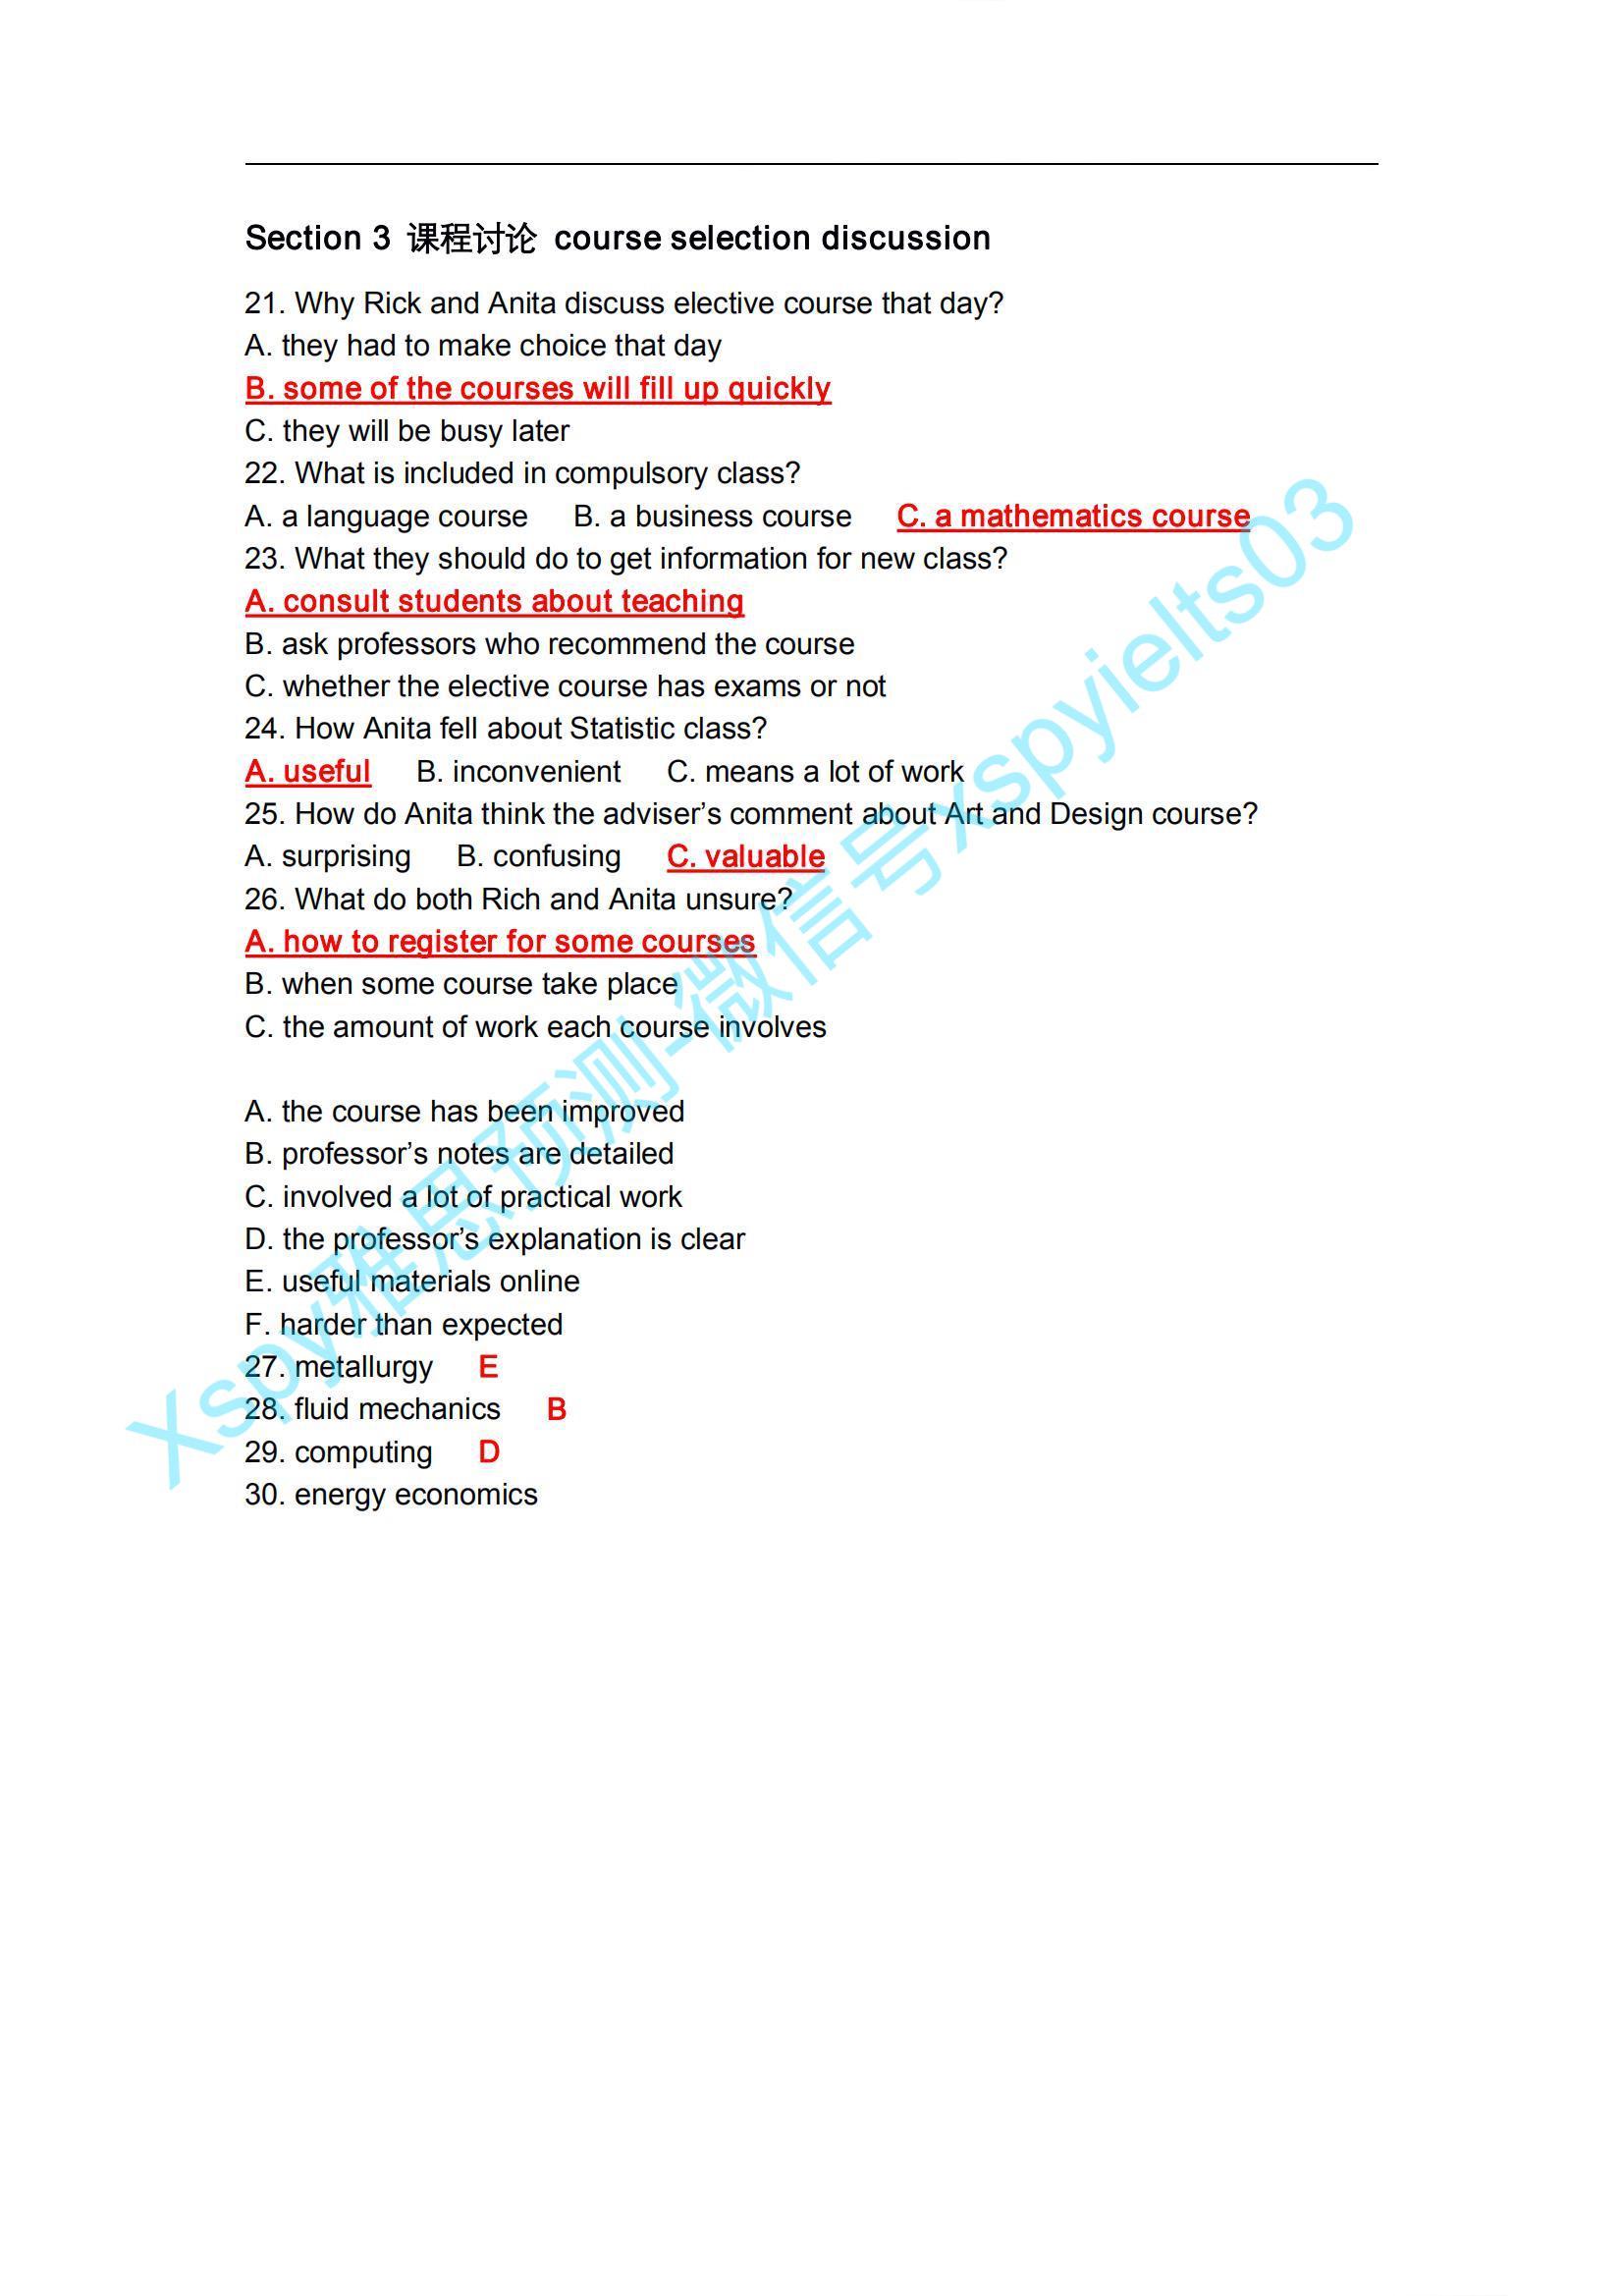 Section 3 课程讨论 course selection discussion
21. Why Rick and Anita discuss elective course that day?
A. they had to make choice that day
B. some of the courses will fill up quickly
C. they will be busy later
22. What is included in compulsory class?
A. a language course B. a business course C. a mathematics course
23. What they should do to get information for new class?
A. consult students about teaching
B. ask professors who recommend the course
C. whether the elective course has exams or not
24. How Anita fell about Statistic class?
A. useful B. inconvenient C. means a lot of work
25. How do Anita think the adviser’s comment about Art and Design course?
A. surprising B. confusing C. valuable
26. What do both Rich and Anita unsure?
A. how to register for some courses
B. when some course take place
C. the amount of work each course involves
A. the course has been improved
B. professor’s notes are detailed
C. involved a lot of practical work
D. the professor’s explanation is clear
E. useful materials online
F. harder than expected
27. metallurgy E
28. fluid mechanics B
29. computing D
30. energy economics
Xspy雅思预测-微信号xspyielts03